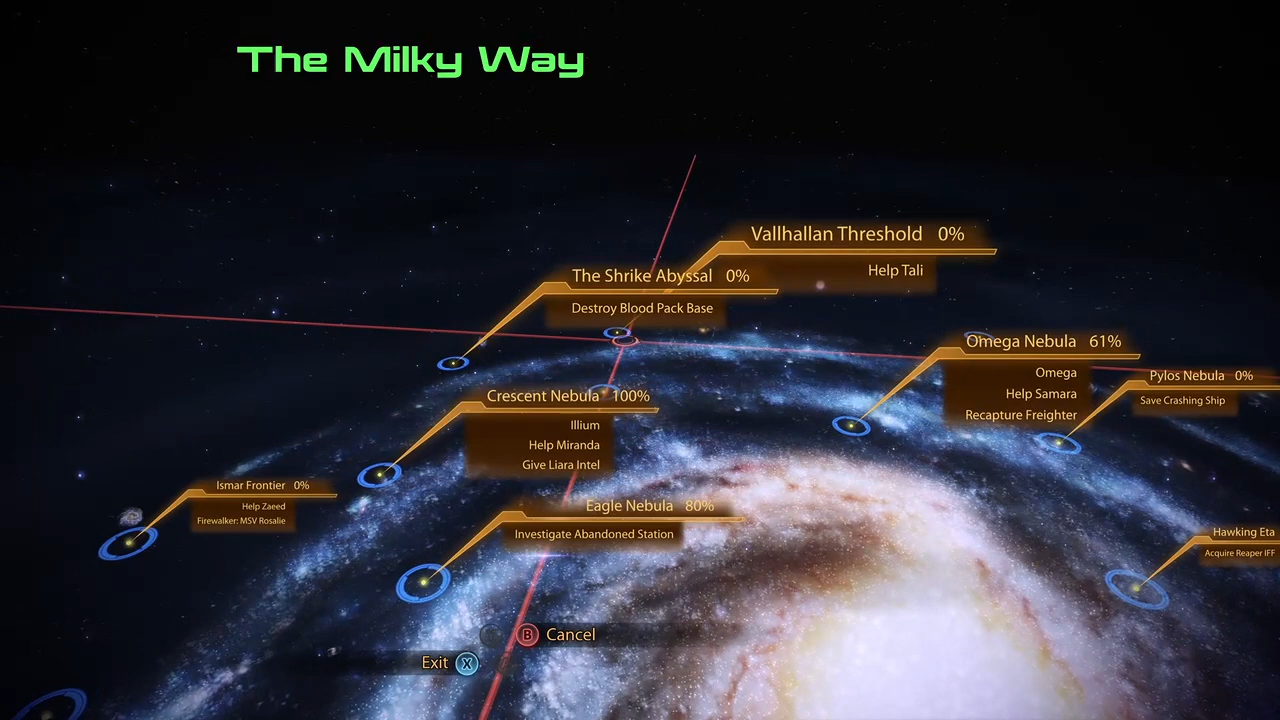 The Milky Way
Vallhallan Threshold 0%
Help Tali
The Shrike Abyssal 0%
Destroy Blood Pack Base
Omega Nebula 61%
Omega
Help Samara
Recapture Freighter
Pylos Nebula 0%
Save Crashing Ship
Crescent Nebula 100%
Illium
Help Miranda
Give Liara Intel
Ismar Frontier 0%
Help Zaeed
Firewalker: MSV Rosalie
Eagle Nebula 80%
Investigate Abandoned Station
Hawking Eta
Acquire Reaper IFF
B Cancel
Exit X